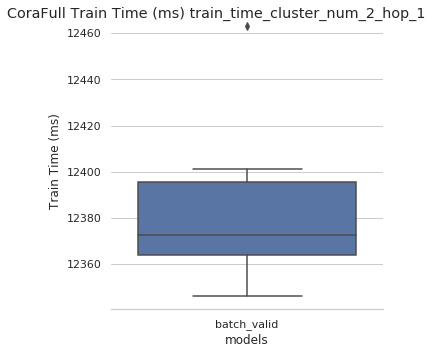 CoraFull Train Time (ms) train_time_cluster_num_2_hop_1
12460
12440
12420
12400
12380
12360
Train Time (ms)
batch_valid
models